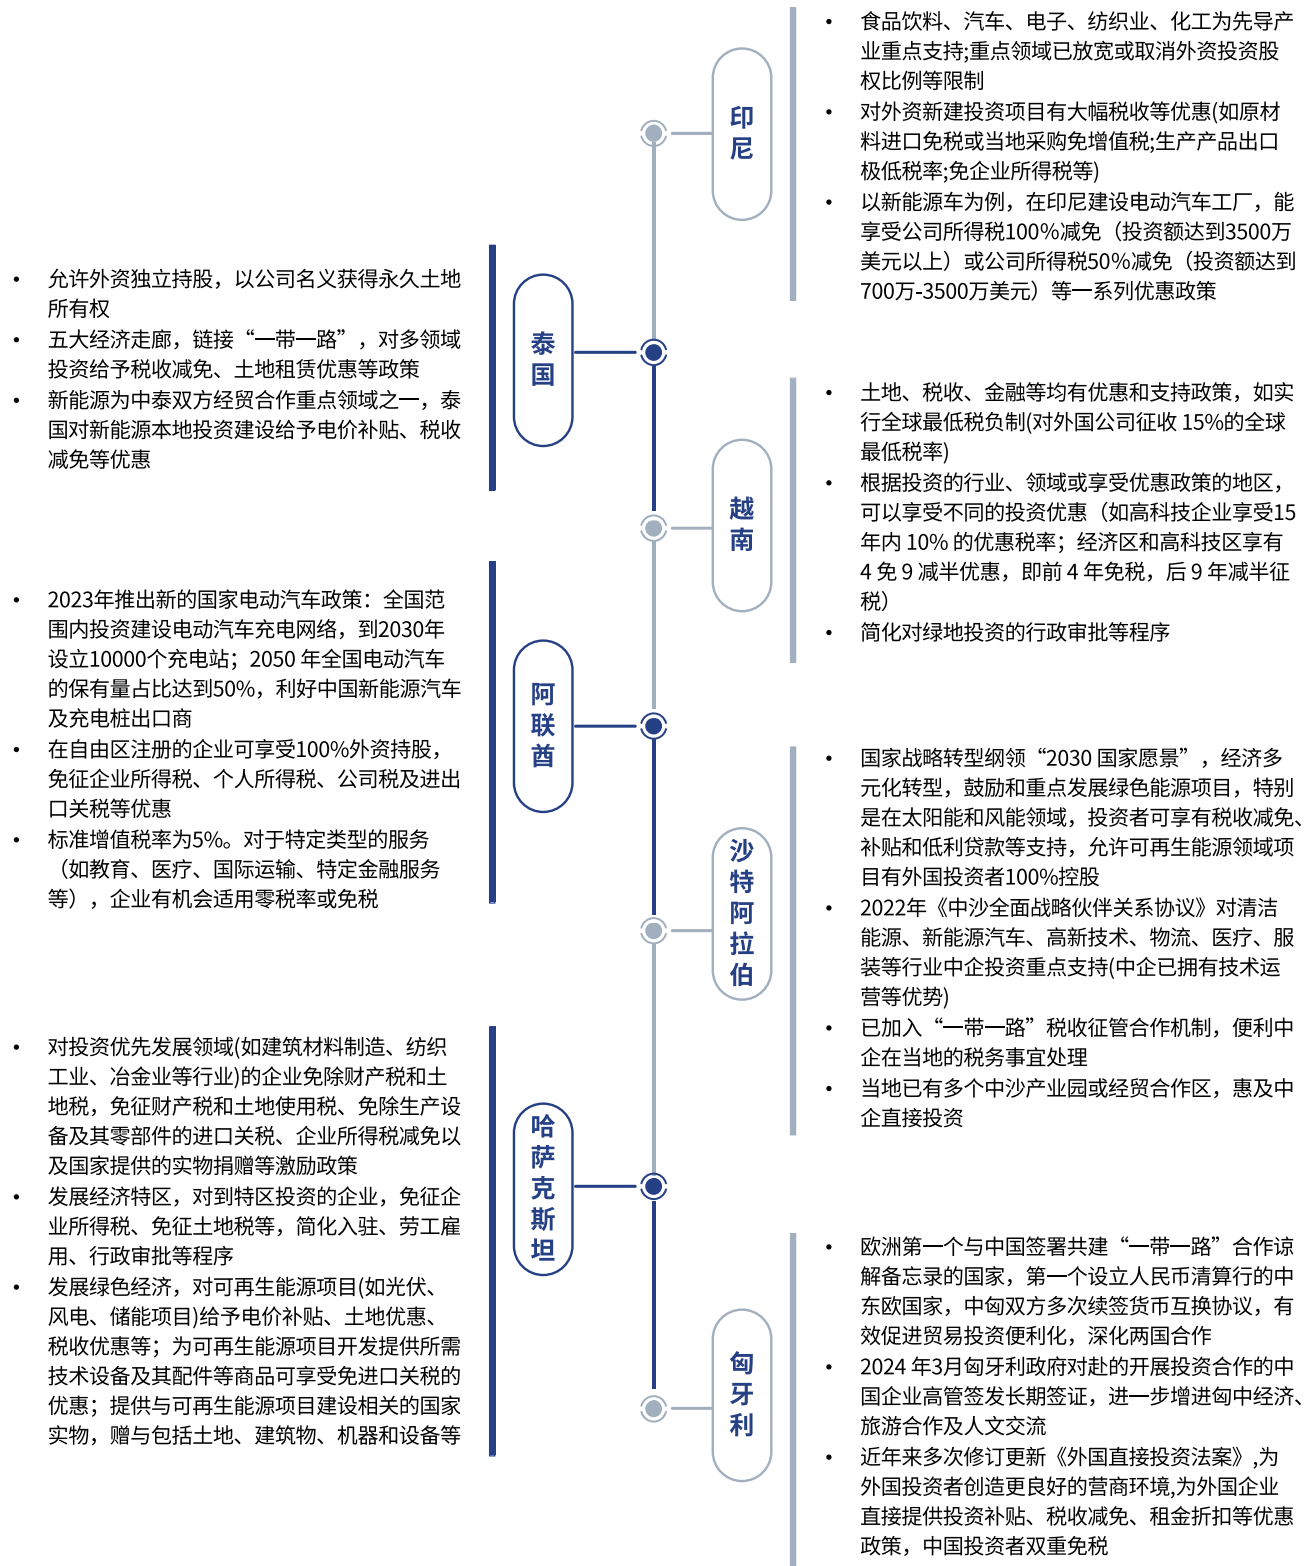 • 食品饮料、汽车、电子、纺织业、化工为先导产
业重点支持;重点领域已放宽或取消外资投资股
权比例等限制
• 对外资新建投资项目有大幅税收等优惠(如原材
料进口免税或当地采购免增值税;生产产品出口
极低税率;免企业所得税等)
• 以新能源车为例，在印尼建设电动汽车工厂，能
享受公司所得税100%减免（投资额达到3500万
美元以上）或公司所得税50%减免（投资额达到
700万-3500万美元）等一系列优惠政策
印尼
• 允许外资独立持股，以公司名义获得永久土地
所有权
• 五大经济走廊，链接“一带一路”，对多领域
投资给予税收减免、土地租赁优惠等政策
• 新能源为中泰双方经贸合作重点领域之一，泰
国对新能源本地投资建设给予电价补贴、税收
减免等优惠
泰国
• 土地、税收、金融等均有优惠和支持政策，如实
行全球最低税负制(对外国公司征收 15%的全球
最低税率)
• 根据投资的行业、领域或享受优惠政策的地区，
可以享受不同的投资优惠（如高科技企业享受15
年内 10% 的优惠税率；经济区和高科技区享有
4 免 9 减半优惠，即前 4 年免税，后 9 年减半征
税）
• 简化对绿地投资的行政审批等程序
越南
• 2023年推出新的国家电动汽车政策：全国范
围内投资建设电动汽车充电网络，到2030年
设立10000个充电站；2050 年全国电动汽车
的保有量占比达到50%，利好中国新能源汽车
及充电桩出口商
• 在自由区注册的企业可享受100%外资持股，
免征企业所得税、个人所得税、公司税及进出
口关税等优惠
• 标准增值税率为5%。对于特定类型的服务
（如教育、医疗、国际运输、特定金融服务
等），企业有机会适用零税率或免税
阿联酋
• 国家战略转型纲领“2030 国家愿景”，经济多
元化转型，鼓励和重点发展绿色能源项目，特别
是在太阳能和风能领域，投资者可享有税收减免、
补贴和低利贷款等支持，允许可再生能源领域项
目有外国投资者100%控股
• 2022年《中沙全面战略伙伴关系协议》对清洁
能源、新能源汽车、高新技术、物流、医疗、服
装等行业中企投资重点支持(中企已拥有技术运
营等优势)
• 已加入“一带一路”税收征管合作机制，便利中
企在当地的税务事宜处理
• 当地已有多个中沙产业园或经贸合作区，惠及中
企直接投资
沙特阿拉伯
• 对投资优先发展领域(如建筑材料制造、纺织
工业、冶金业等行业)的企业免除财产税和土
地税，免征财产税和土地使用税、免除生产设
备及其零部件的进口关税、企业所得税减免以
及国家提供的实物捐赠等激励政策
• 发展经济特区，对到特区投资的企业，免征企
业所得税、免征土地税等，简化入驻、劳工雇
用、行政审批等程序
• 发展绿色经济，对可再生能源项目(如光伏、
风电、储能项目)给予电价补贴、土地优惠、
税收优惠等；为可再生能源项目开发提供所需
技术设备及其配件等商品可享受免进口关税的
优惠；提供与可再生能源项目建设相关的国家
实物，赠与包括土地、建筑物、机器和设备等
哈萨克斯坦
• 欧洲第一个与中国签署共建“一带一路”合作谅
解备忘录的国家，第一个设立人民币清算行的中
东欧国家，中匈双方多次续签货币互换协议，有
效促进贸易投资便利化，深化两国合作
• 2024 年3月匈牙利政府对赴的开展投资合作的中
国企业高管签发长期签证，进一步增进匈中经济、
旅游合作及人文交流
• 近年来多次修订更新《外国直接投资法案》,为
外国投资者创造更良好的营商环境,为外国企业
直接提供投资补贴、税收减免、租金折扣等优惠
政策，中国投资者双重免税
匈牙利